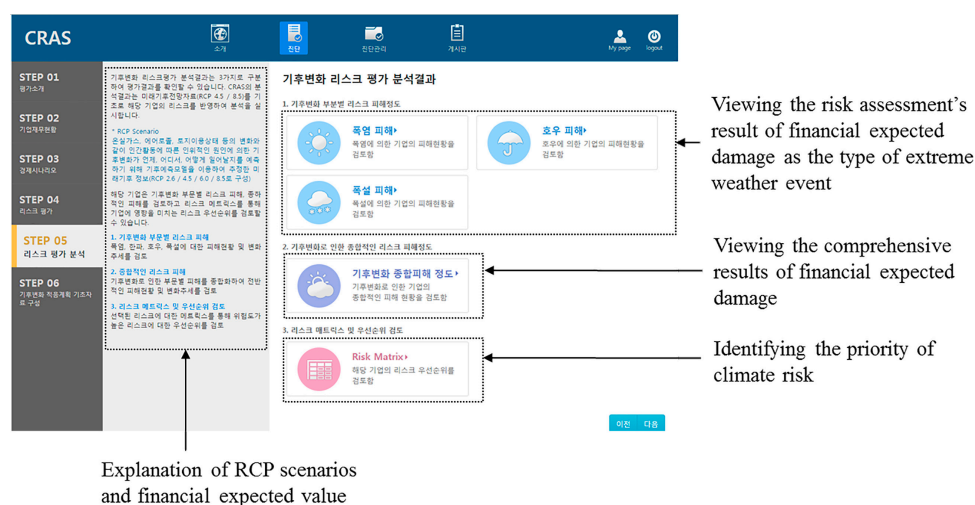 CRAS
소개
진단
진단관리
게시판
My page
logout
STEP 01
평가소개
STEP 02
기업재무현황
STEP 03
경제시나리오
STEP 04
리스크 평가
STEP 05
리스크 평가 분석
STEP 06
기후변화 적응계획 기초자
료 구성
기후변화 리스크평가 분석결과는 3가지로 구분
하여 평가결과를 확인할 수 있습니다. CRAS의 분
석결과는 미래기후전망자료(RCP 4.5 / 8.5)를 기
초로 해당 기업의 리스크를 반영하여 분석을 실
시합니다.
* RCP Scenario
온실가스, 에어로졸, 토지이용상태 등의 변화와
같이 인간활동에 따른 인위적인 원인에 의한 기
후변화가 언제, 어디서, 어떻게 일어날지를 예측
하기 위해 기후예측모델을 이용하여 추정한 미
래기후 정보(RCP 2.6 / 4.5 / 6.0 / 8.5로 구성)
해당 기업은 기후변화 부문별 리스크 피해, 종하
적인 피해를 검토하고 리스크 메트릭스를 통해
기업에 영향을 미치는 리스크 우선순위를 검토할
수 있습니다.
1. 기후변화 부문별 리스크 피해
폭염, 한파, 호우, 폭설에 대한 피해현황 및 변화
추세를 검토
2. 종합적인 리스크 피해
기후변화로 인한 부문별 피해를 종합화하여 전반
적인 피해현황 및 변화추세를 검토
3. 리스크 메트릭스 및 우선순위 검토
선택된 리스크에 대한 메트릭스를 통해 위험도가
높은 리스크에 대한 우선순위를 검토
기후변화 리스크 평가 분석결과
1. 기후변화 부분별 리스크 피해정도
폭염 피해
폭염에 의한 기업의 피해현황을
검토함
호우 피해
호우에 의한 기업의 피해현황을
검토함
폭설 피해
폭설에 의한 기업의 피해현황을
검토함
2. 기후변화로 인한 종합적인 리스크 피해정도
기후변화 종합피해 정도
기후변화로 인한 기업의
종합적인 피해 현황을 검토함
3. 리스크 매트릭스 및 우선순위 검토
Risk Matrix
해당 기업의 리스크 우선순위를
검토함
이전
다음
Viewing the risk assessment's
result of financial expected
damage as the type of extreme
weather event
Viewing the comprehensive
results of financial expected
damage
Identifying the priority of
climate risk
Explanation of RCP scenarios
and financial expected value